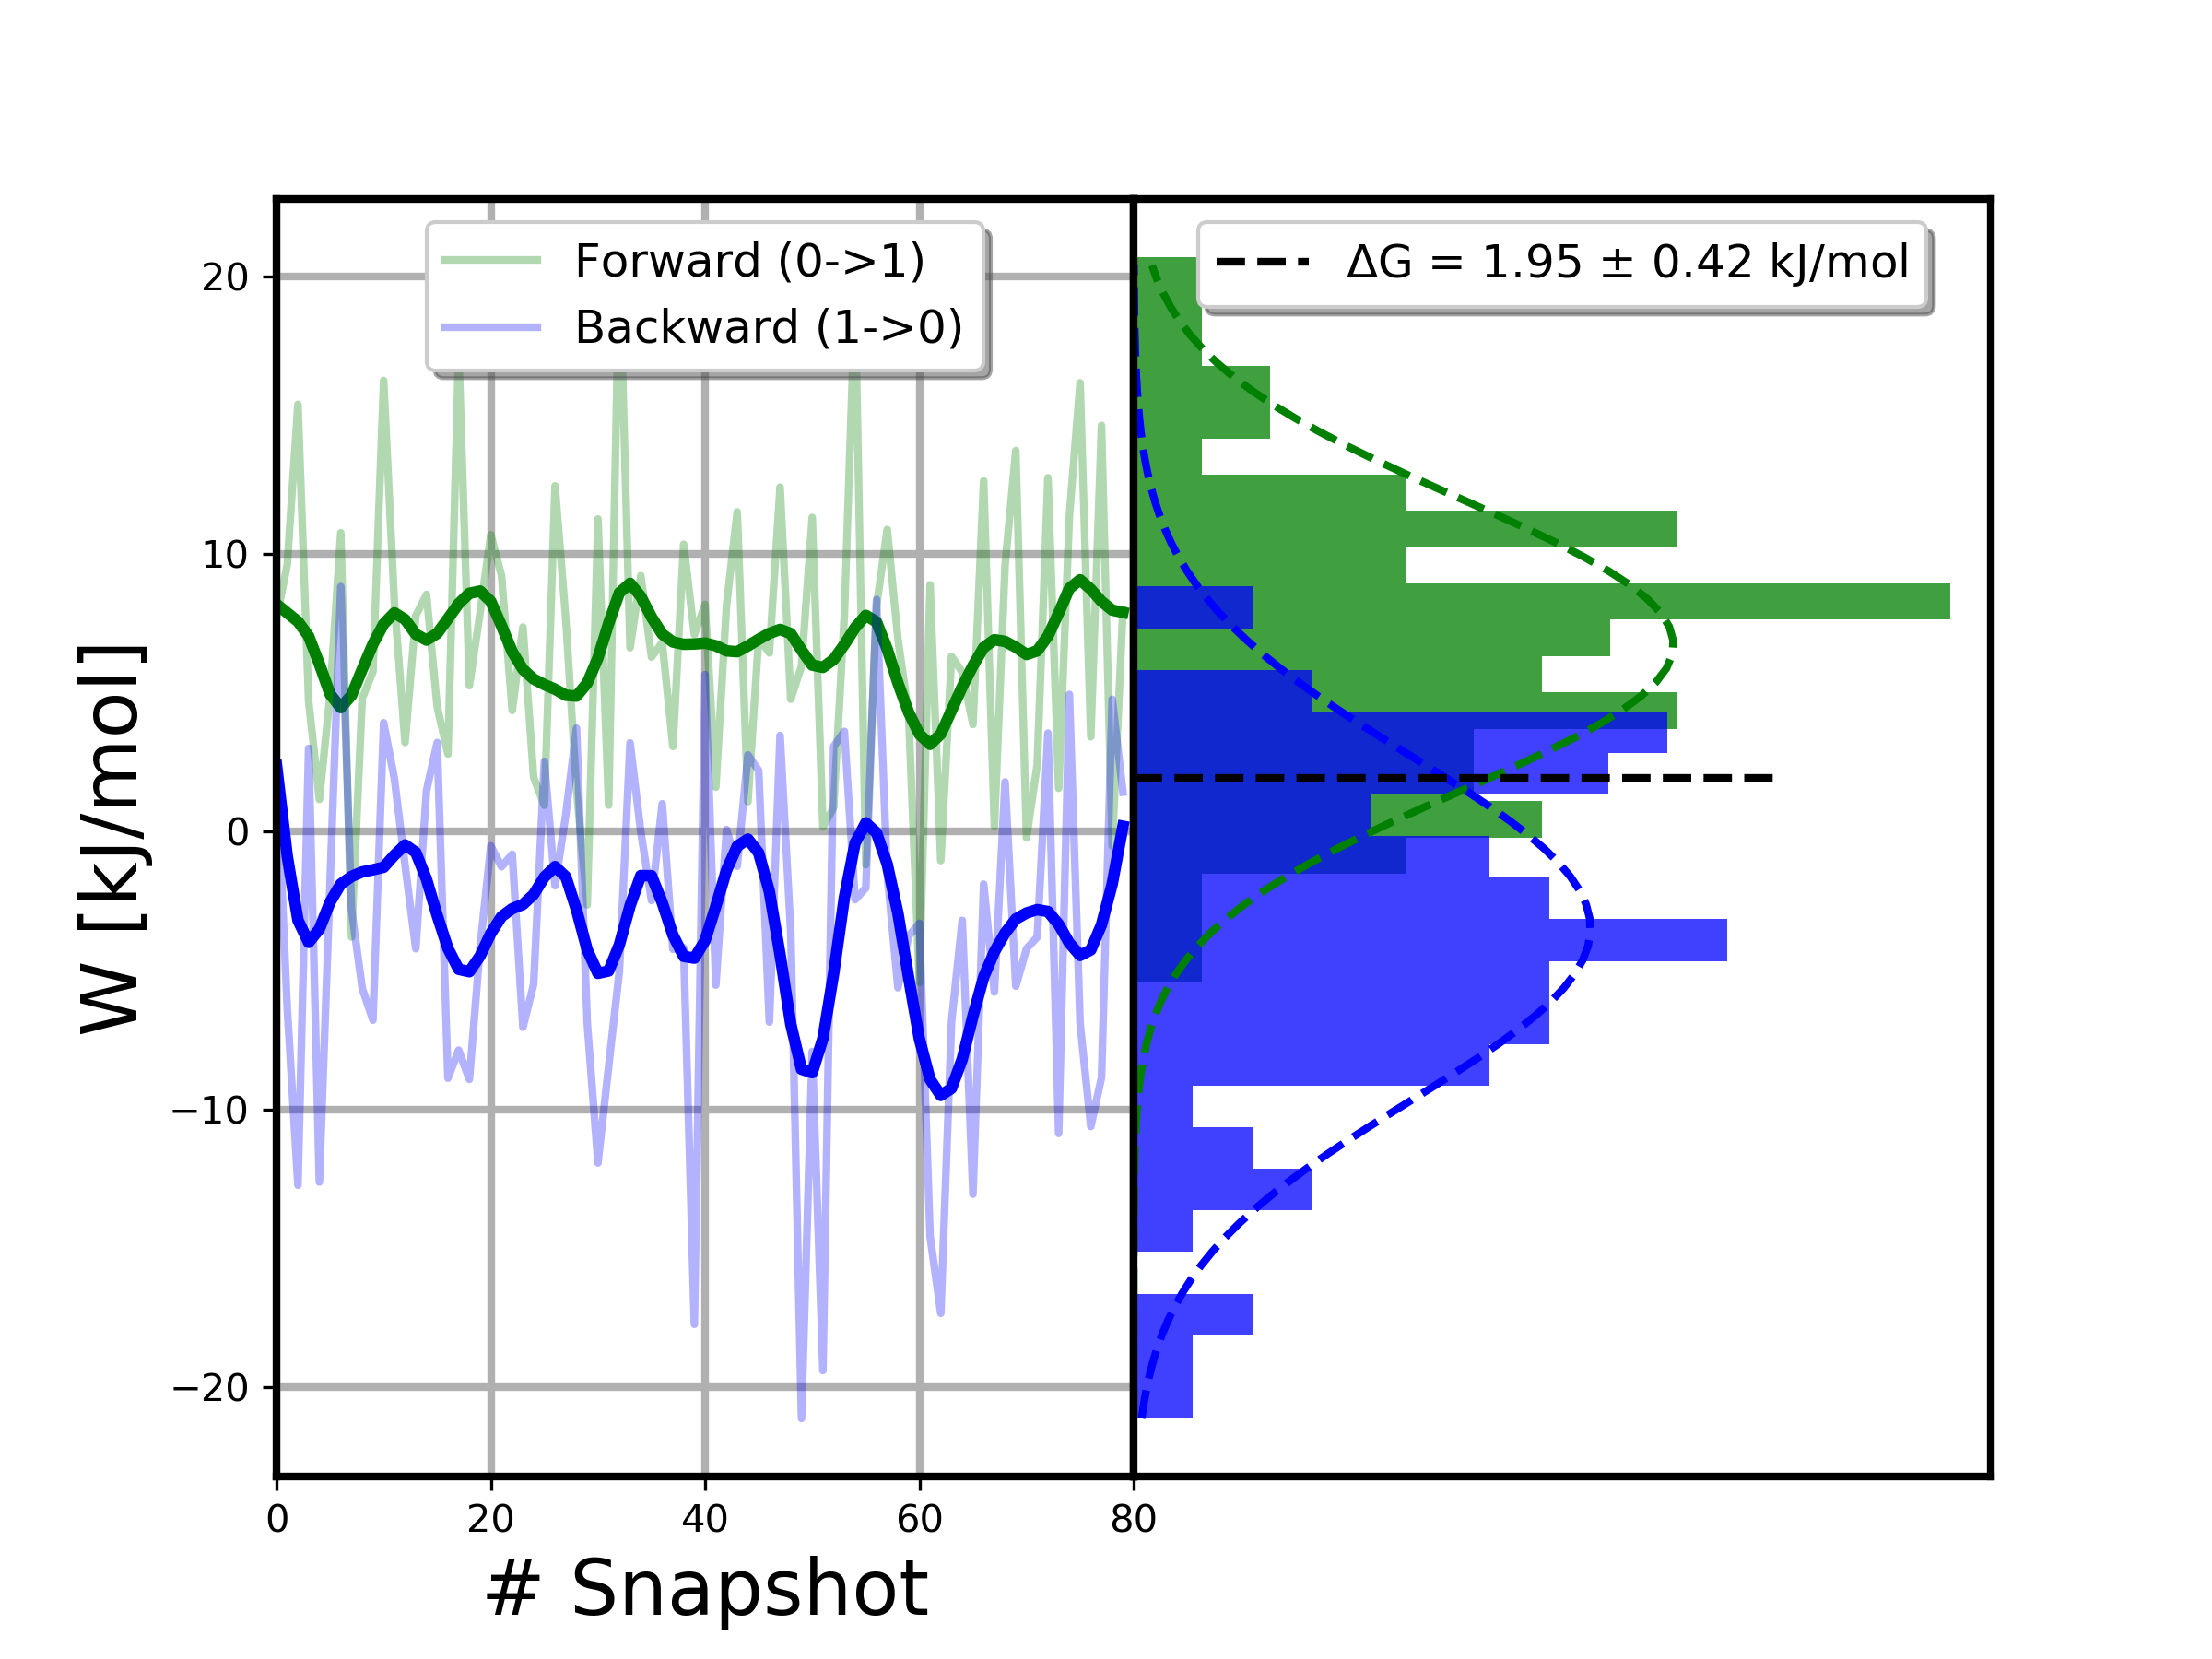 Forward (0->1)
Backward (1->0)
ΔG = 1.95 ± 0.42 kJ/mol
20
10
0
−10
−20
W [kJ/mol]
0 20 40 60 80
# Snapshot